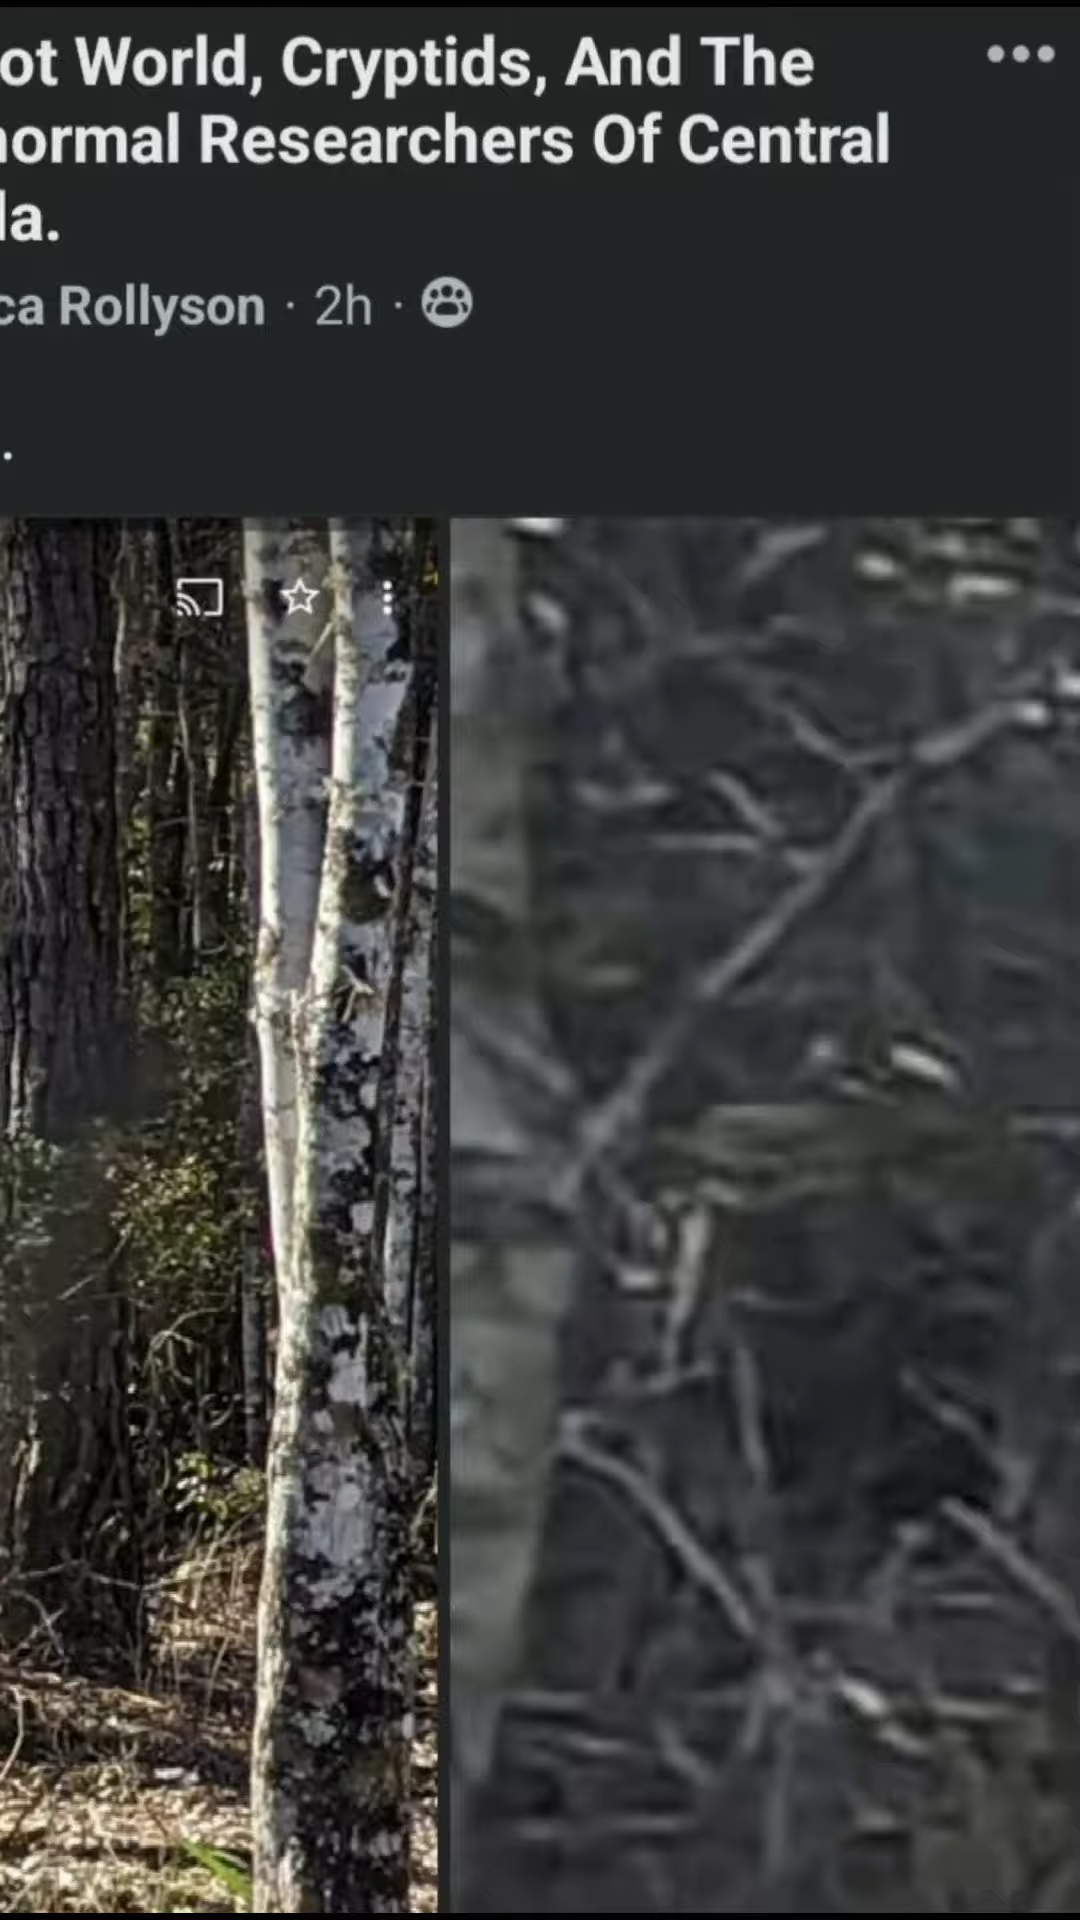 ot World, Cryptids, And The
normal Researchers Of Central
la.
ca Rollyson · 2h ·
.